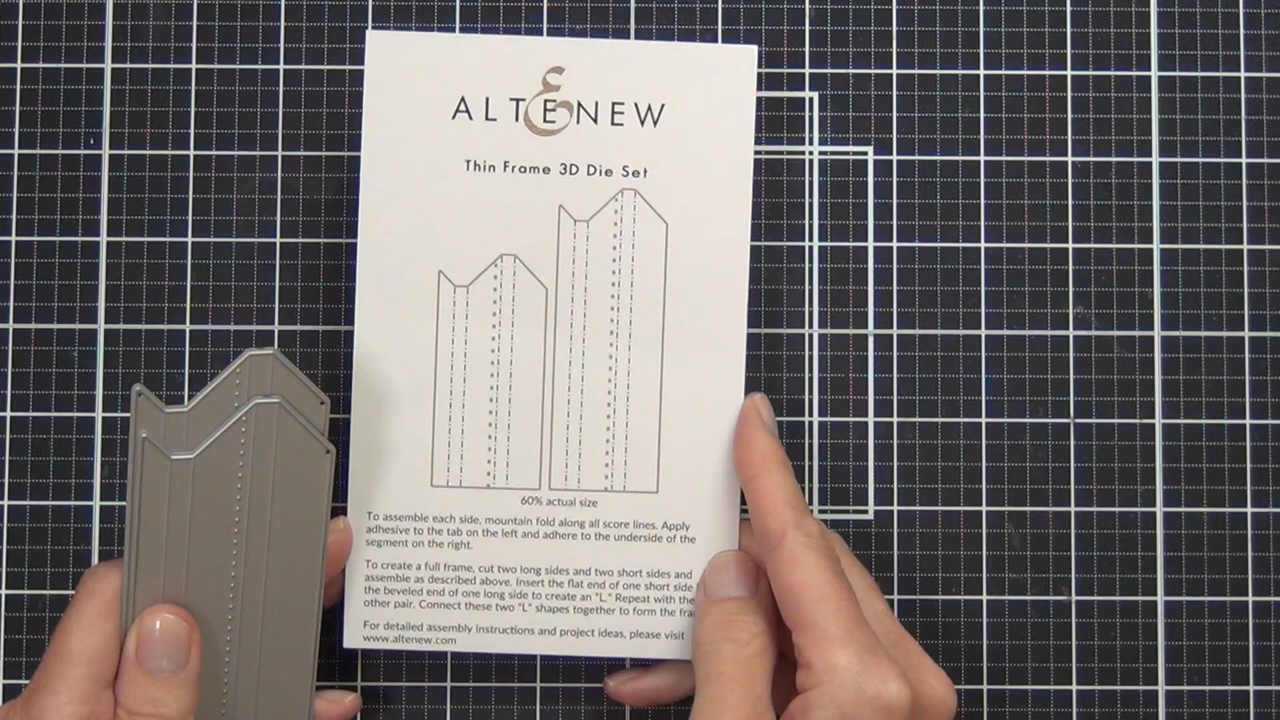 ALTENEW
Thin Frame 3D Die Set
60% actual size
To assemble each side, mountain fold along all score lines. Apply
adhesive to the tab on the left and adhere to the underside of the
segment on the right.
To create a full frame, cut two long sides and two short sides and
assemble as described above. Insert the flat end of one short side
the beveled end of one long side to create an "L." Repeat with the
other pair. Connect these two "L" shapes together to form the
For detailed assembly instructions and project ideas, please visit
www.altenew.com